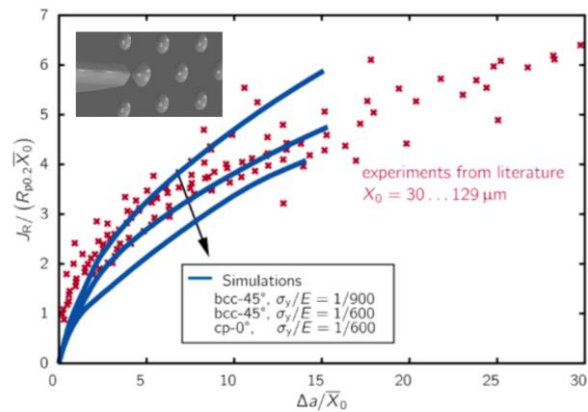 7
6
5
4
3
2
1
0
J_R / (R_p0.2 X̅_0)
experiments from literature
X_0 = 30 ... 129 μm
Simulations
bcc-45°, σ_y/E = 1/900
bcc-45°, σ_y/E = 1/600
cp-0°, σ_y/E = 1/600
0 5 10 15 20 25 30
Δa/X̅_0